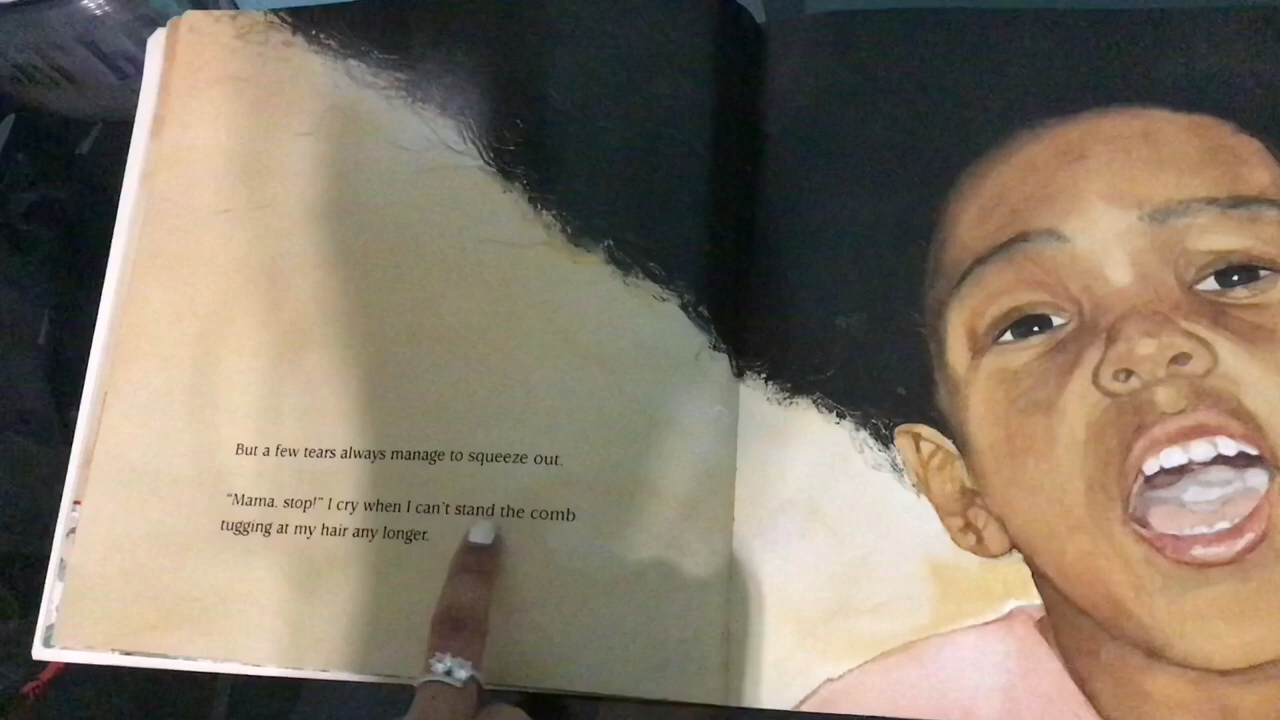 But a few tears always manage to squeeze out.
“Mama, stop!” I cry when I can't stand the comb
tugging at my hair any longer.